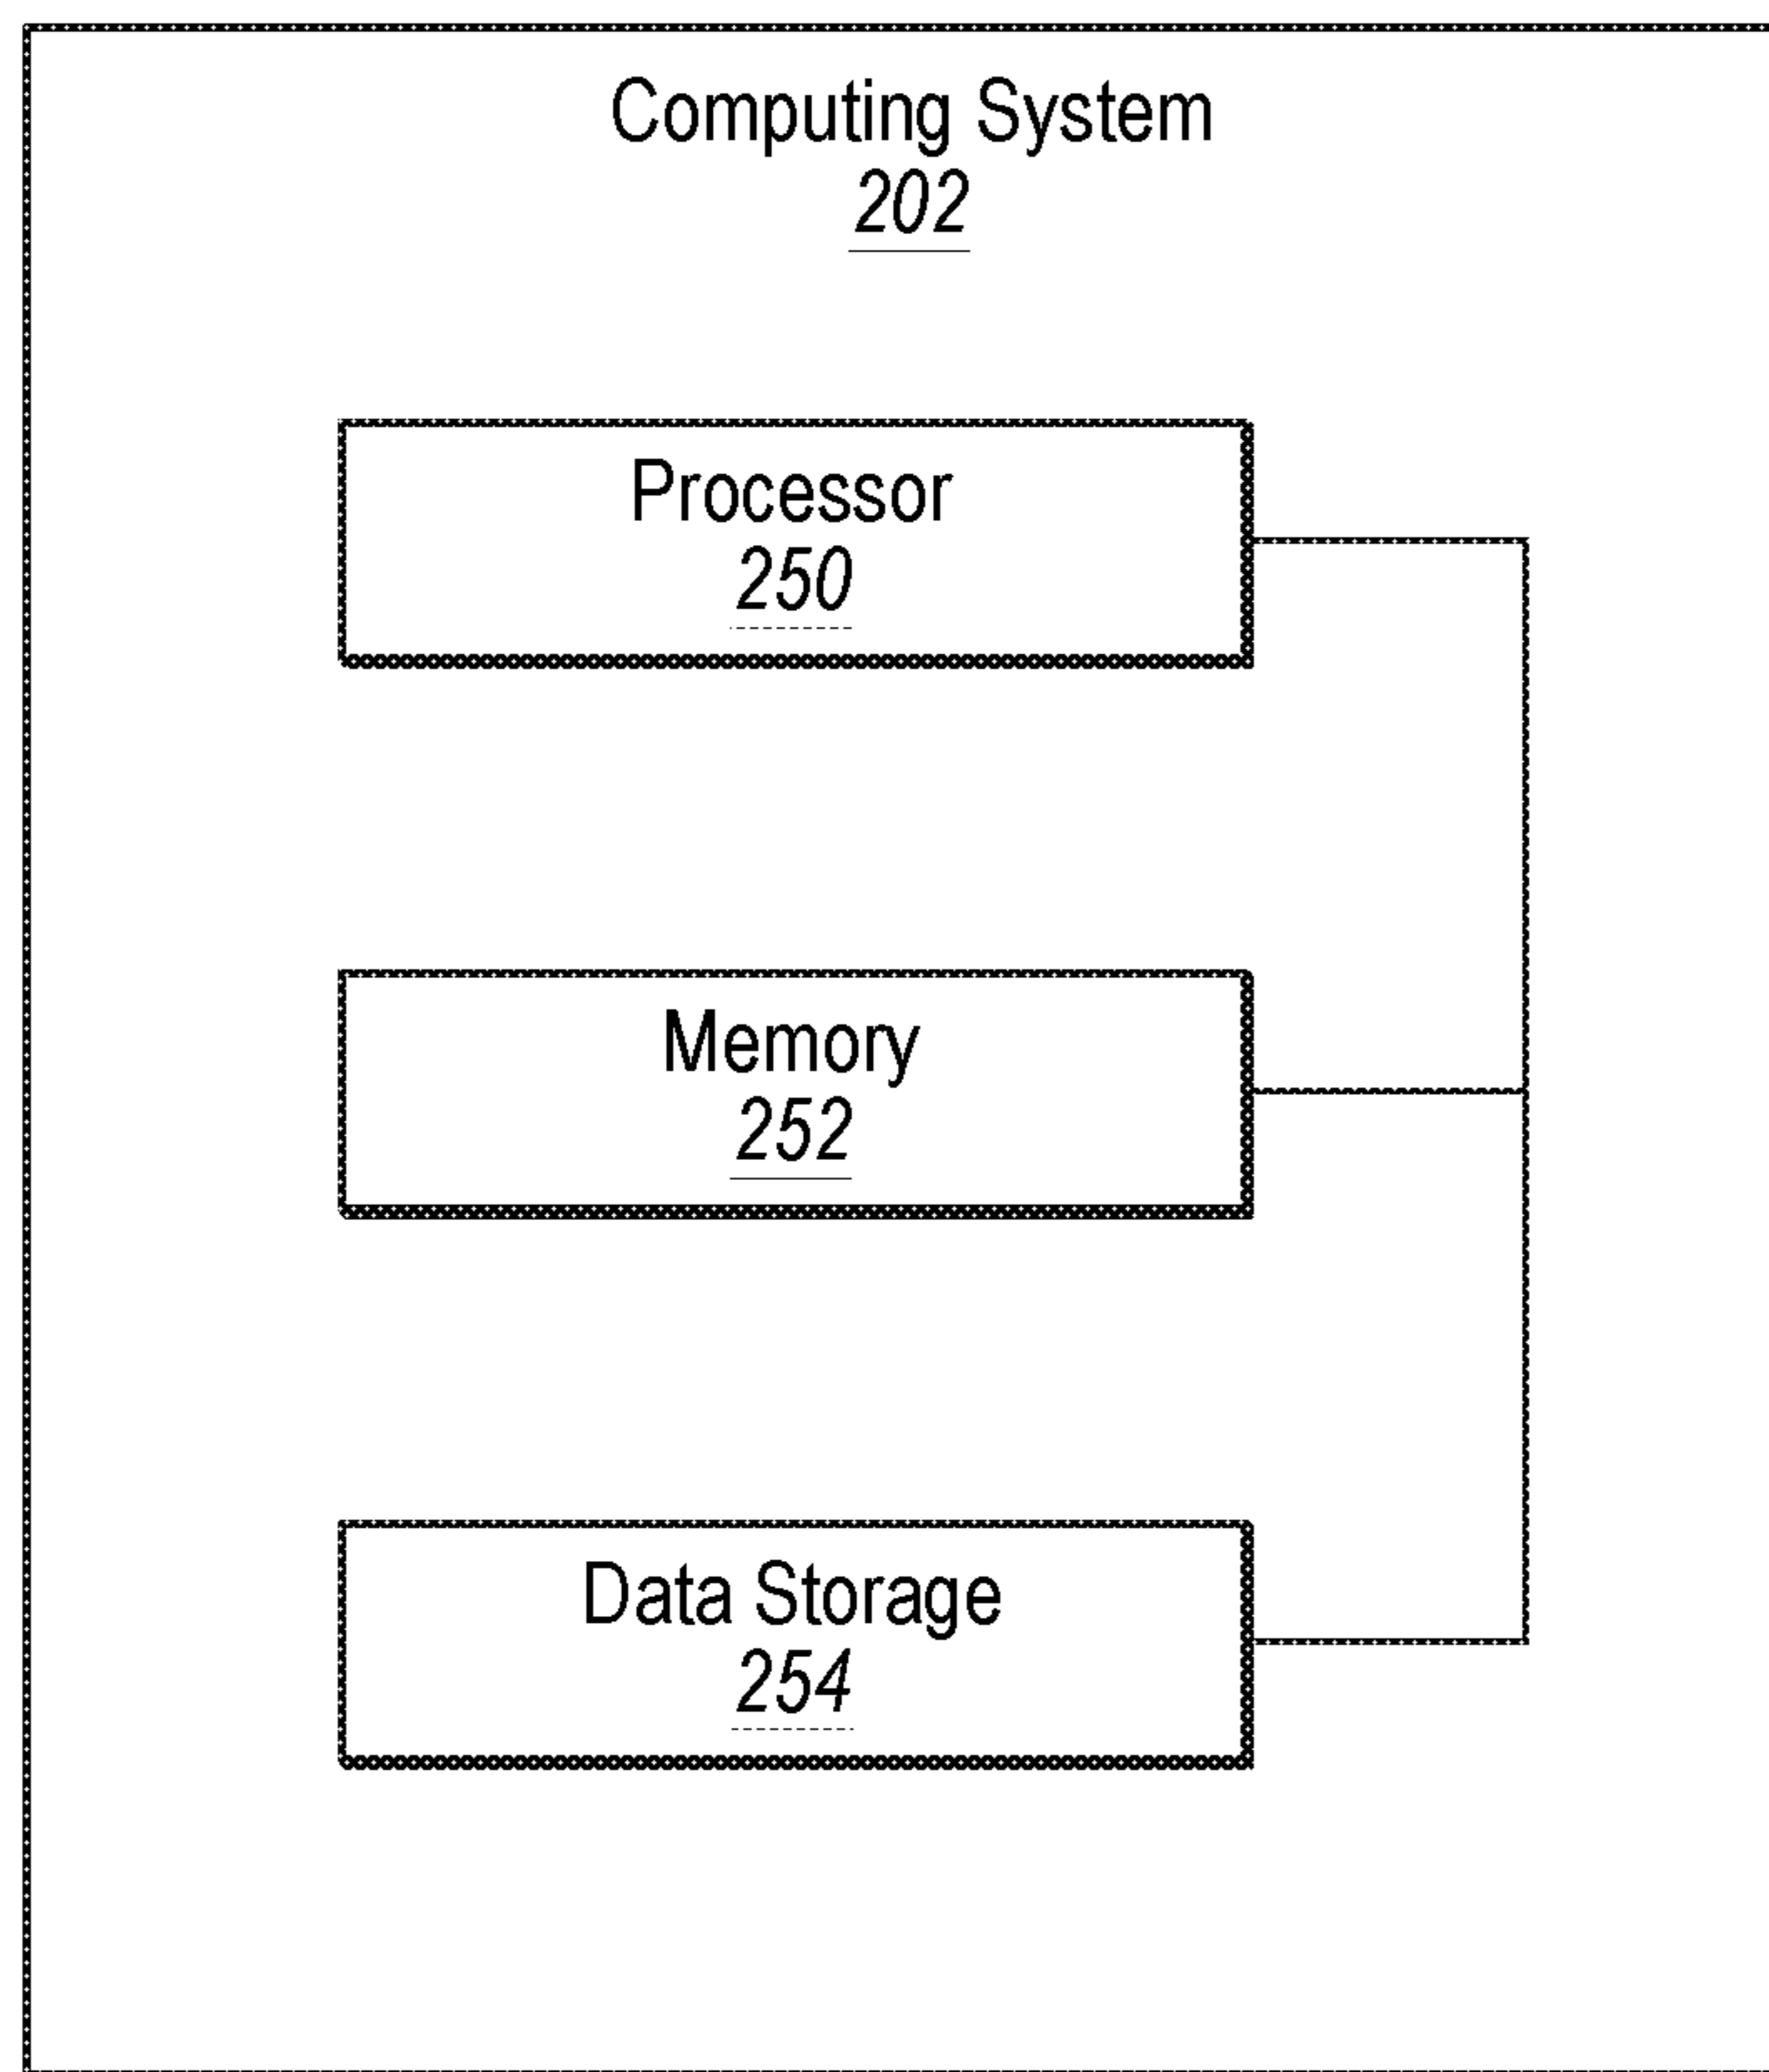 Computing System
202
Processor
250
Memory
252
Data Storage
254